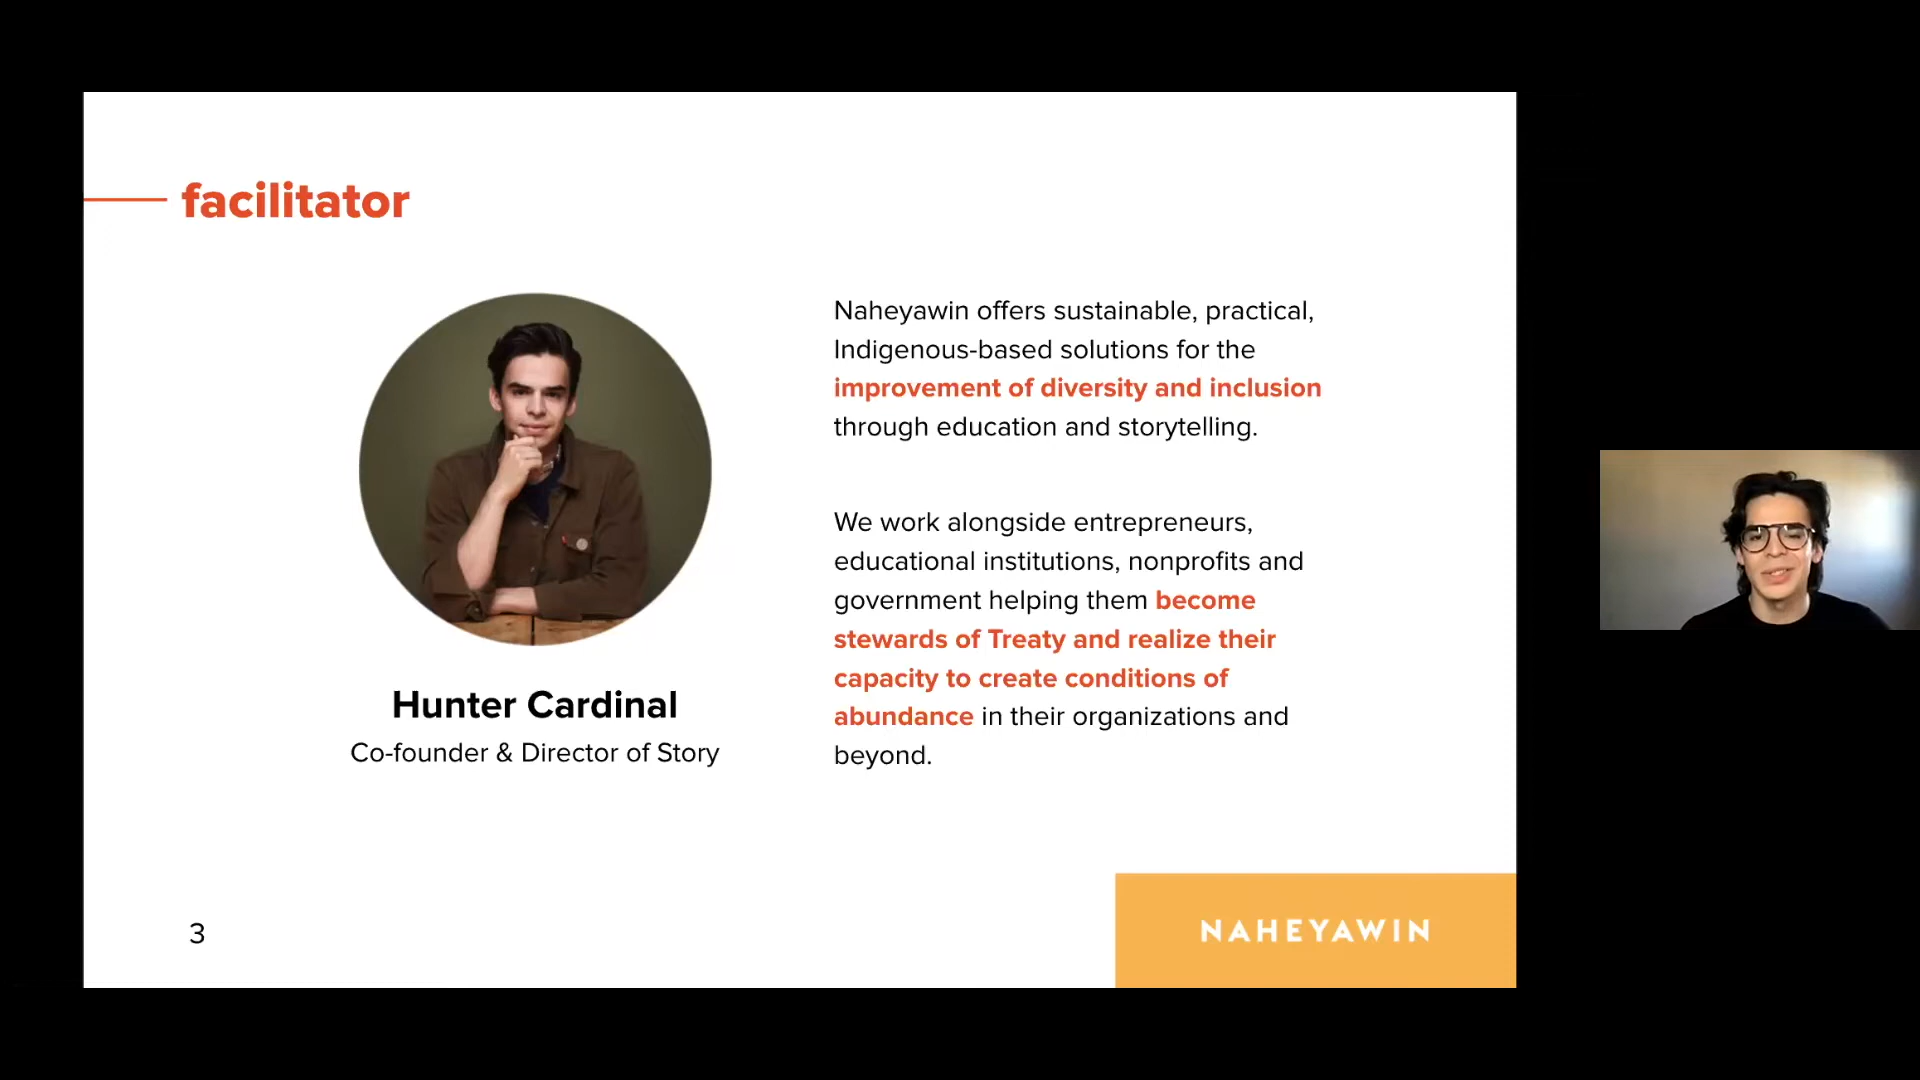 facilitator
Hunter Cardinal
Co-founder & Director of Story
Naheyawin offers sustainable, practical,
Indigenous-based solutions for the
improvement of diversity and inclusion
through education and storytelling.
We work alongside entrepreneurs,
educational institutions, nonprofits and
government helping them become
stewards of Treaty and realize their
capacity to create conditions of
abundance in their organizations and
beyond.
3
NAHEYAWIN